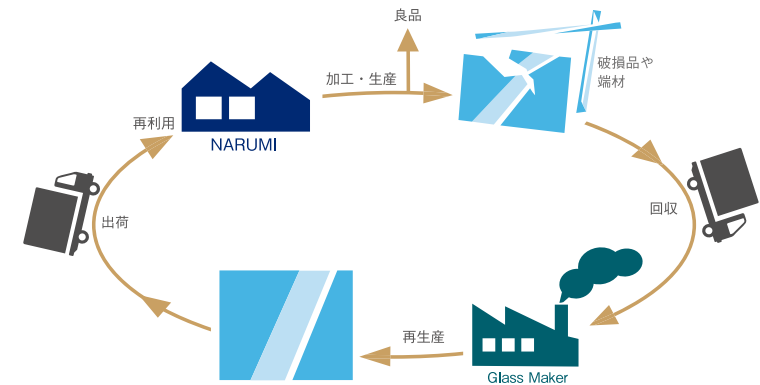 良品
加工・生産
破損品や
端材
再利用
NARUMI
回収
出荷
再生産
Glass Maker